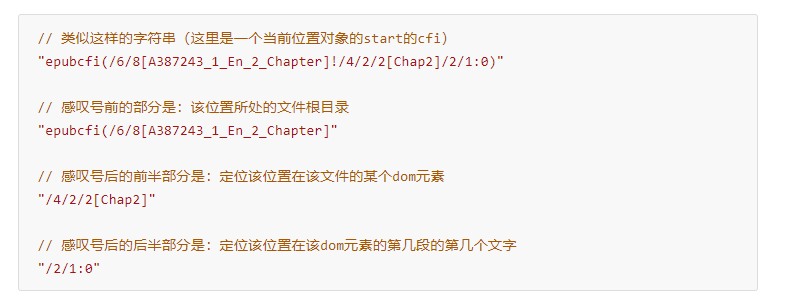 // 类似这样的字符串（这里是一个当前位置对象的start的cfi）
"epubcfi(/6/8[A387243_1_En_2_Chapter]!/4/2/2[Chap2]/2/1:0)"
// 感叹号前的部分是：该位置所处的文件根目录
"epubcfi(/6/8[A387243_1_En_2_Chapter]"
// 感叹号后的前半部分是：定位该位置在该文件的某个dom元素
"/4/2/2[Chap2]"
// 感叹号后的后半部分是：定位该位置在该dom元素的第几段的第几个文字
"/2/1:0"